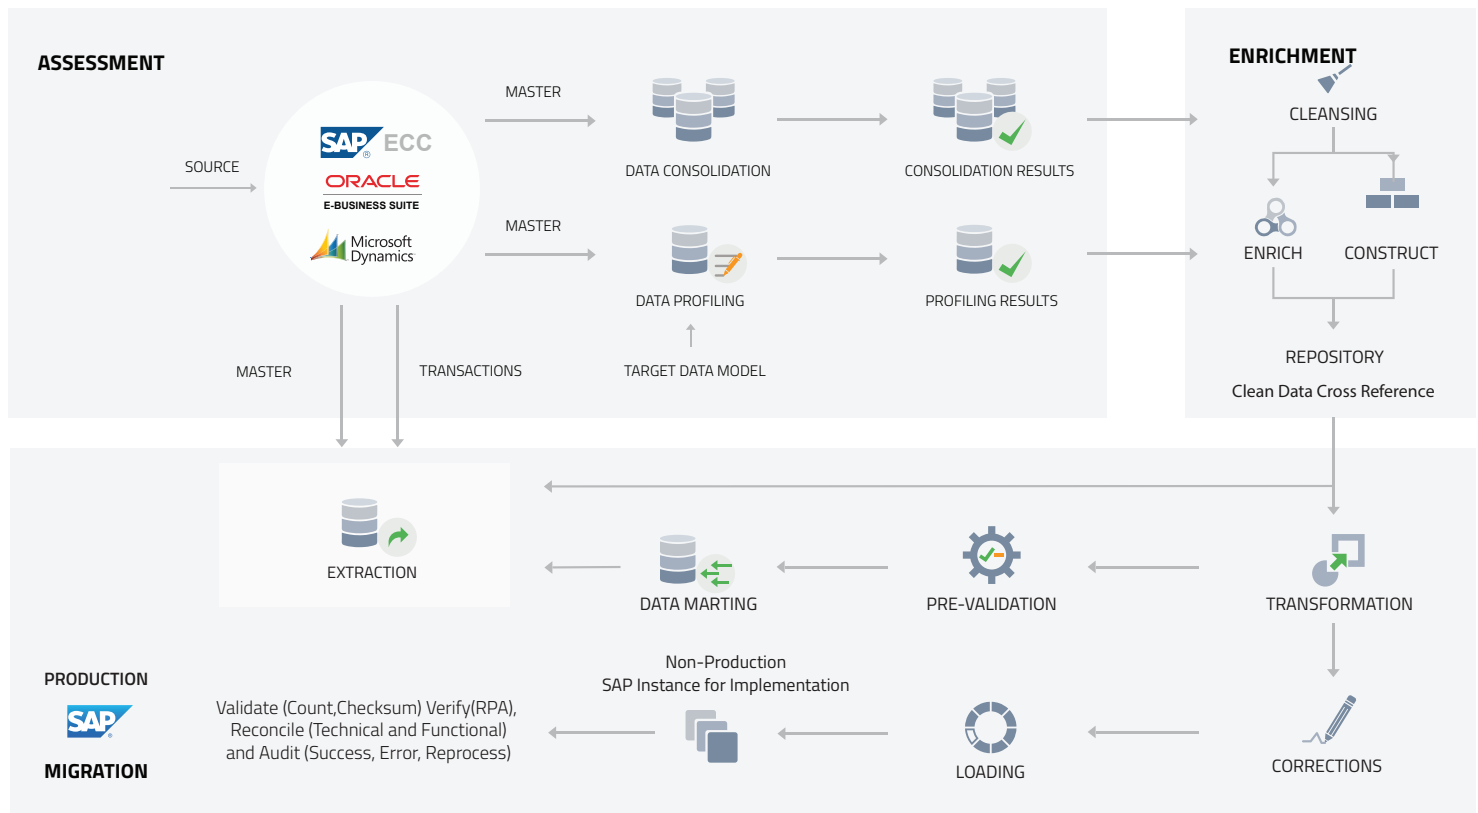 ASSESSMENT
SOURCE
SAP® ECC
ORACLE
E-BUSINESS SUITE
Microsoft
Dynamics
MASTER
DATA CONSOLIDATION
CONSOLIDATION RESULTS
MASTER
DATA PROFILING
PROFILING RESULTS
MASTER
TRANSACTIONS
TARGET DATA MODEL
ENRICHMENT
CLEANSING
ENRICH
CONSTRUCT
REPOSITORY
Clean Data Cross Reference
EXTRACTION
DATA MARTING
PRE-VALIDATION
TRANSFORMATION
PRODUCTION
SAP®
MIGRATION
Validate (Count,Checksum) Verify(RPA),
Reconcile (Technical and Functional)
and Audit (Success, Error, Reprocess)
Non-Production
SAP Instance for Implementation
LOADING
CORRECTIONS